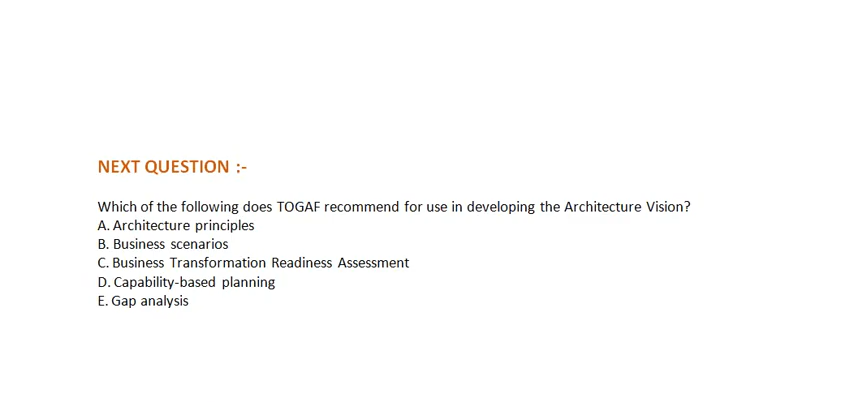 NEXT QUESTION :-
Which of the following does TOGAF recommend for use in developing the Architecture Vision?
A. Architecture principles
B. Business scenarios
C. Business Transformation Readiness Assessment
D. Capability-based planning
E. Gap analysis